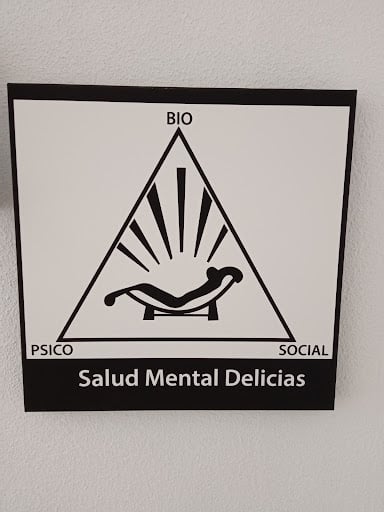 BIO
PSICO SOCIAL
Salud Mental Delicias